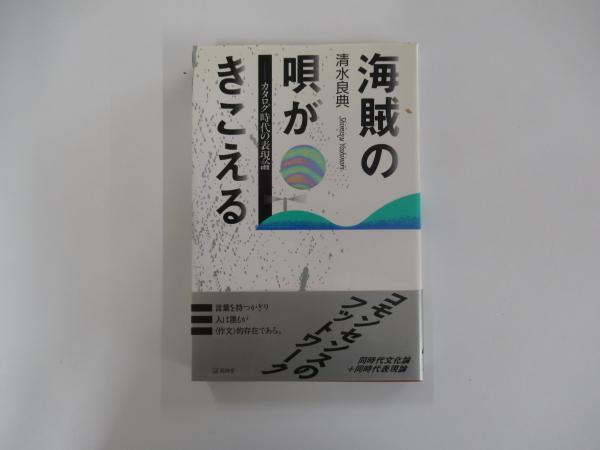 海賊の
唄が
きこえる
カタログ時代の表現論
清水良典
Shimizu Yoshinori
コモンセンスの
フットワーク
言葉を持つかぎり
人は誰もが
〈作文〉的存在である。
同時代文化論
+同時代表現論